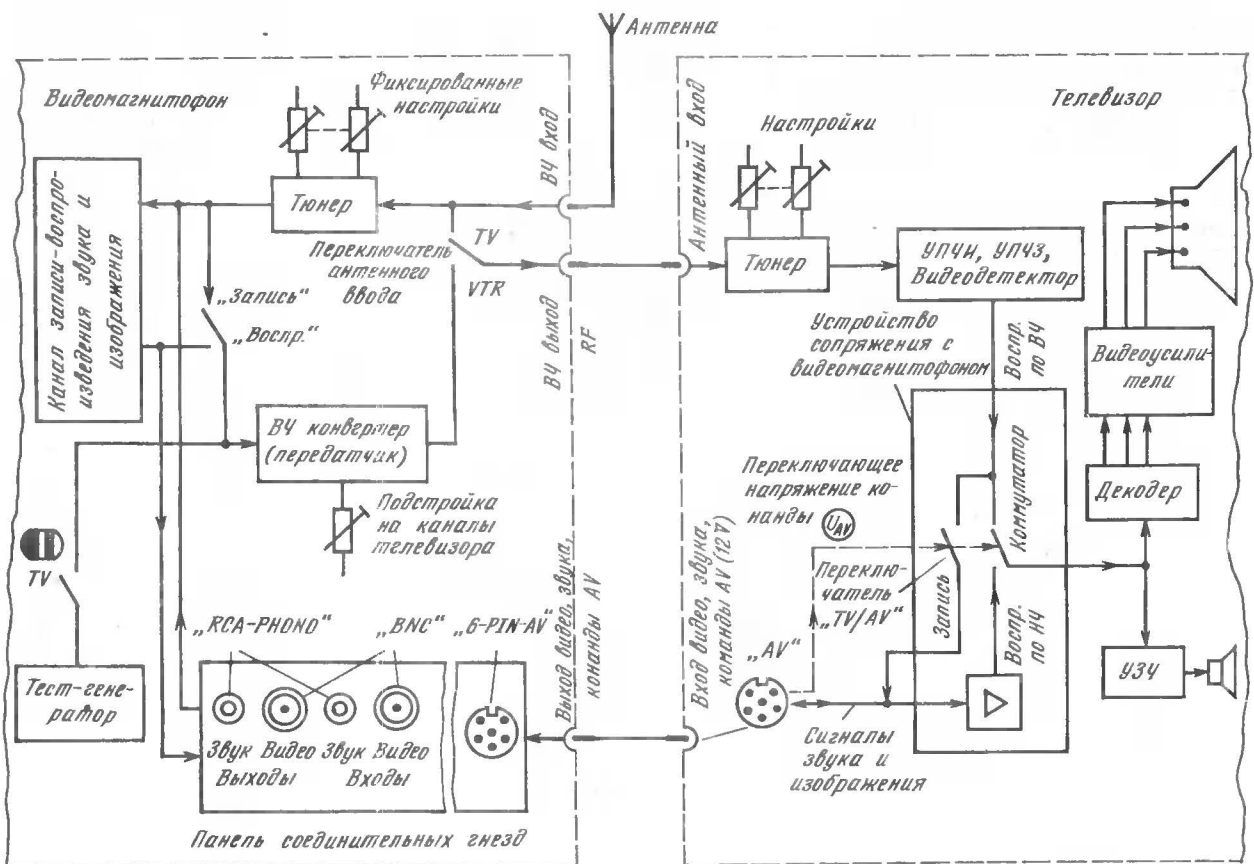 Антенна
Видеомагнитофон
Фиксированные
настройки
ВЧ вход
Антенный вход
Настройки
Телевизор
Тюнер
Канал записи-воспро-
изведения звука и
изображения
Переключатель
антенного
ввода
TV
VTR
Тюнер
УПЧИ, УПЧЗ,
Видеодетектор
„Запись“
„Воспр.“
ВЧ выход
RF
Устройство
сопряжения с
видеомагнитофоном
Воспр.
по ВЧ
Видеоусили-
тели
ВЧ конвертер
(передатчик)
Подстройка
на каналы
телевизора
Переключающее
напряжение ко-
манды UAV
Коммутатор
Декодер
TV
Тест-гене-
ратор
„RCA-PHONO“
„BNC“
„6-PIN-AV“
Выход видео, звука,
команды AV
Вход видео, звука,
команды AV (12V)
„AV“
Переклю-
чатель
„TV/AV“
Запись
Воспр.
по НЧ
УЗЧ
Звук Видео Звук Видео
Выходы Входы
Сигналы
звука и
изображения
Панель соединительных гнезд